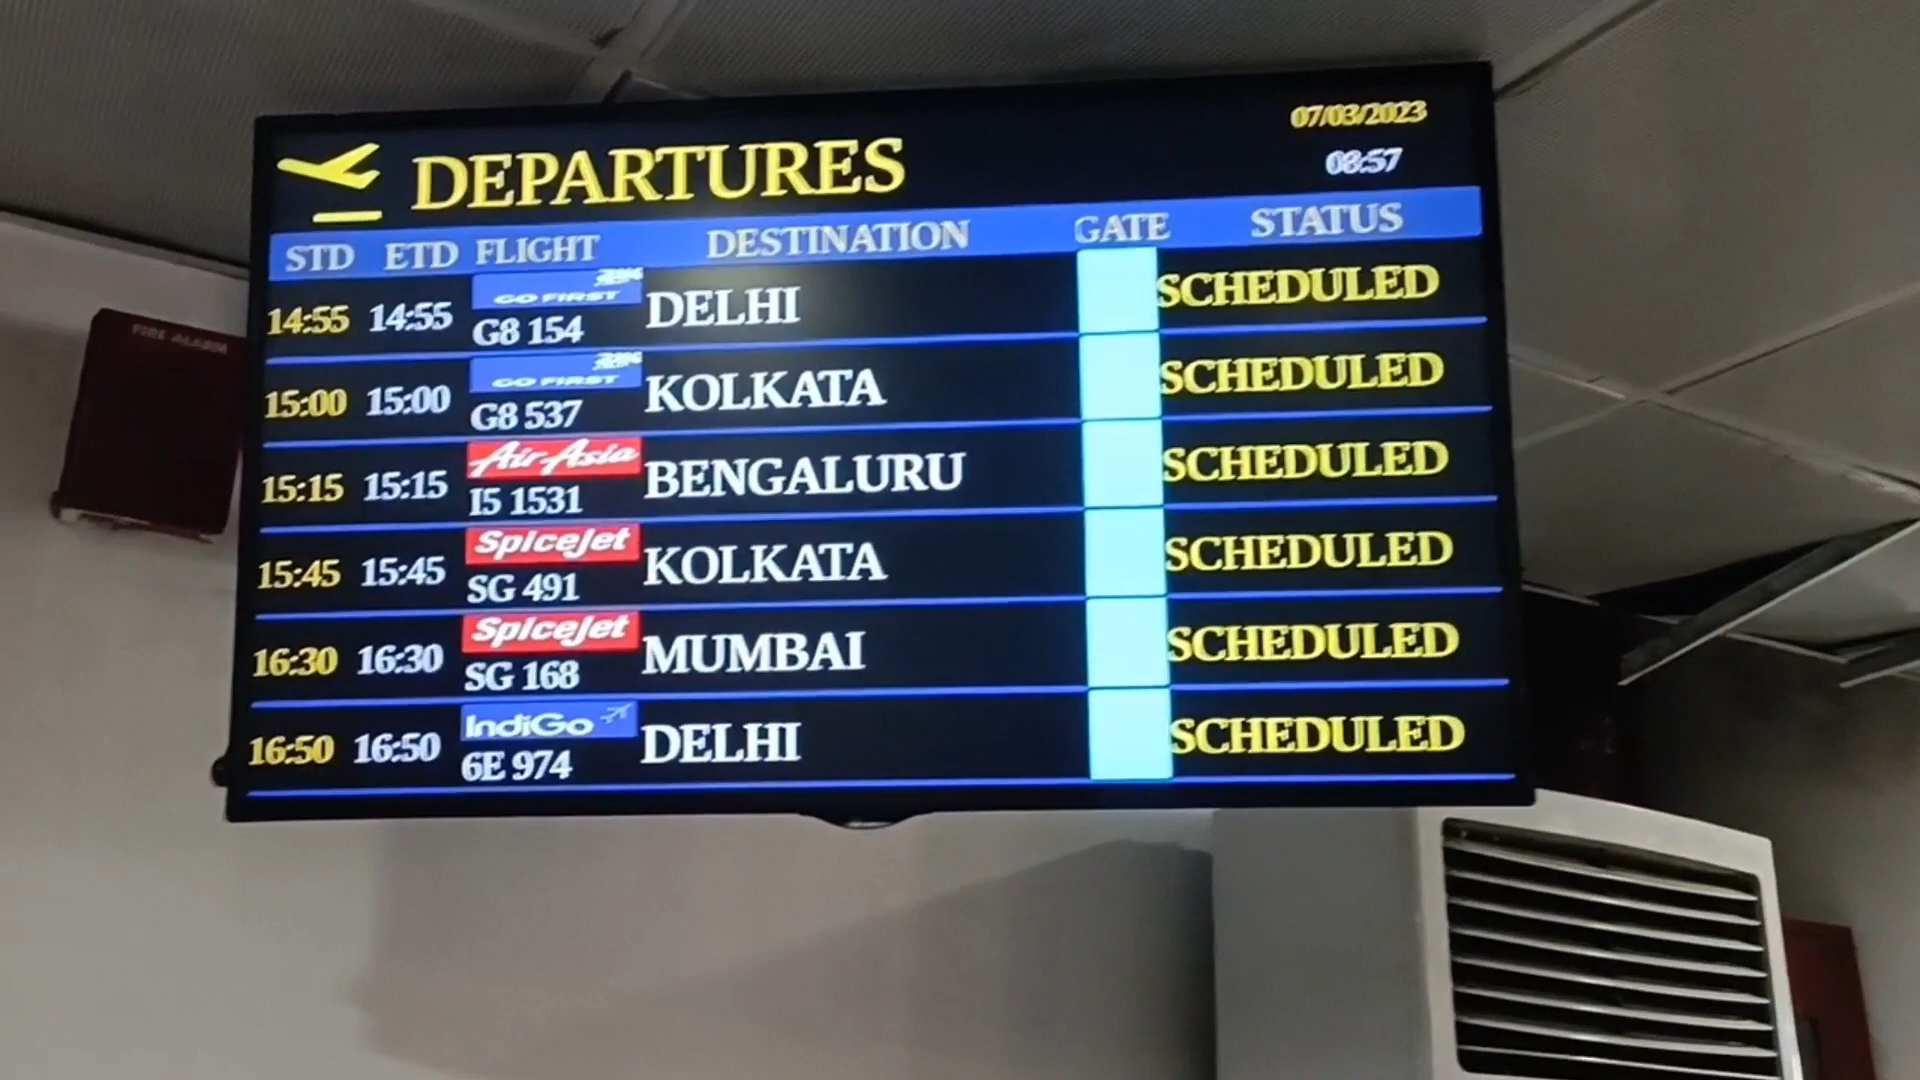 07/03/2023
DEPARTURES
08:57
STD ETD FLIGHT DESTINATION GATE STATUS
GO FIRST
14:55 14:55 G8 154 DELHI SCHEDULED
GO FIRST
15:00 15:00 G8 537 KOLKATA SCHEDULED
AirAsia
15:15 15:15 I5 1531 BENGALURU SCHEDULED
SpiceJet
15:45 15:45 SG 491 KOLKATA SCHEDULED
SpiceJet
16:30 16:30 SG 168 MUMBAI SCHEDULED
IndiGo
16:50 16:50 6E 974 DELHI SCHEDULED
FIRE ALARM